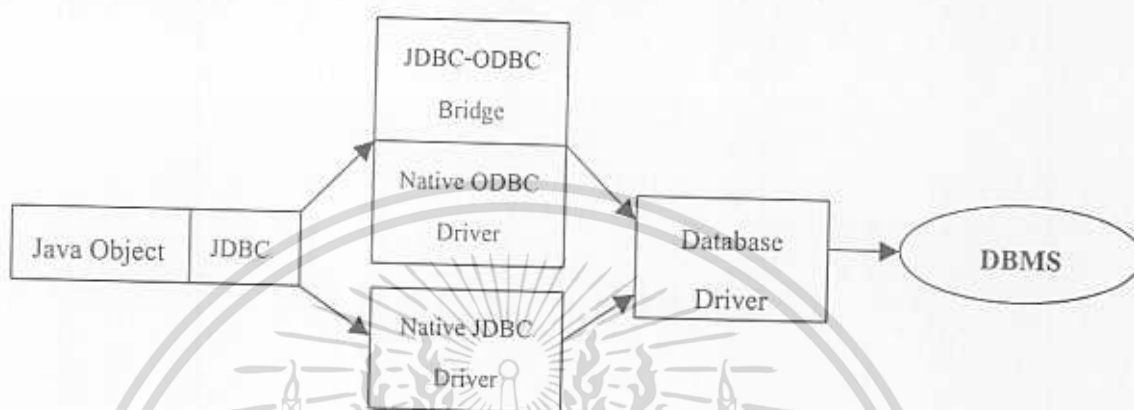 JDBC-ODBC
Bridge
Native ODBC
Driver
Java Object
JDBC
Database
Driver
DBMS
Native JDBC
Driver